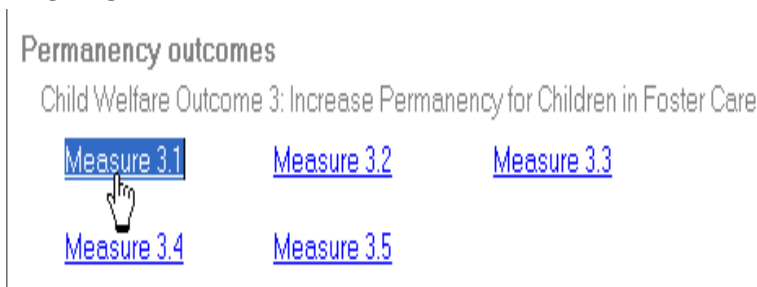 Permanency outcomes
Child Welfare Outcome 3: Increase Permanency for Children in Foster Care
Measure 3.1 Measure 3.2 Measure 3.3
Measure 3.4 Measure 3.5